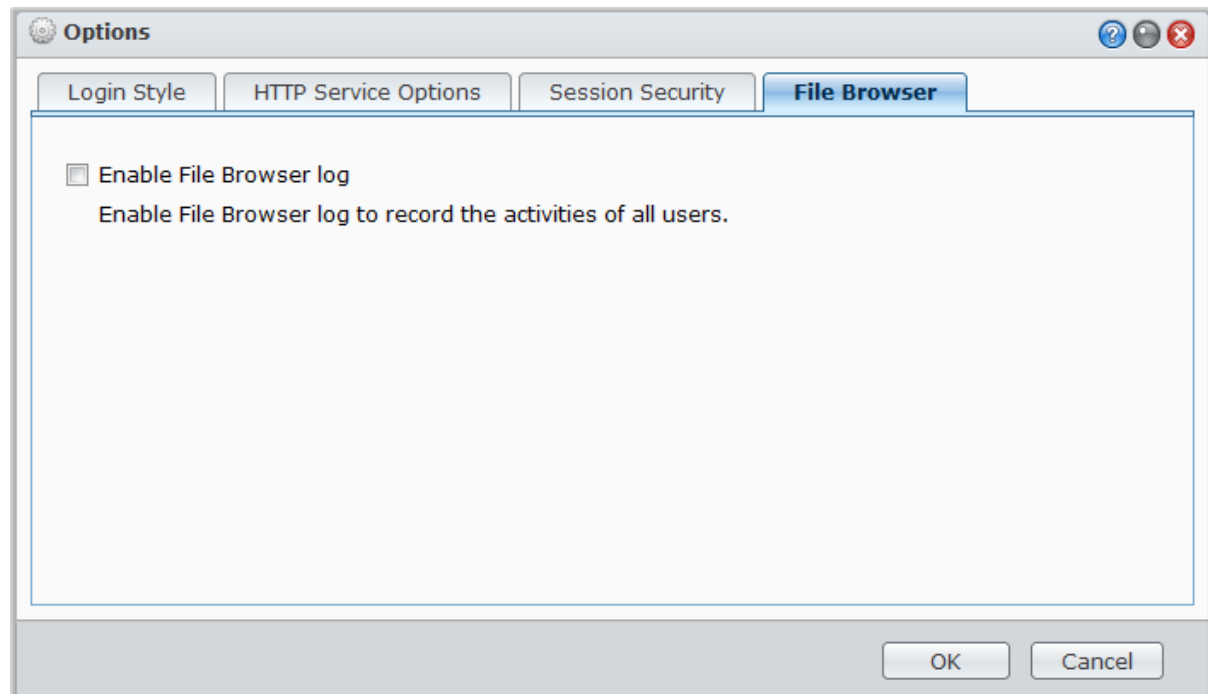 Options
Login Style HTTP Service Options Session Security File Browser
Enable File Browser log
Enable File Browser log to record the activities of all users.
OK Cancel